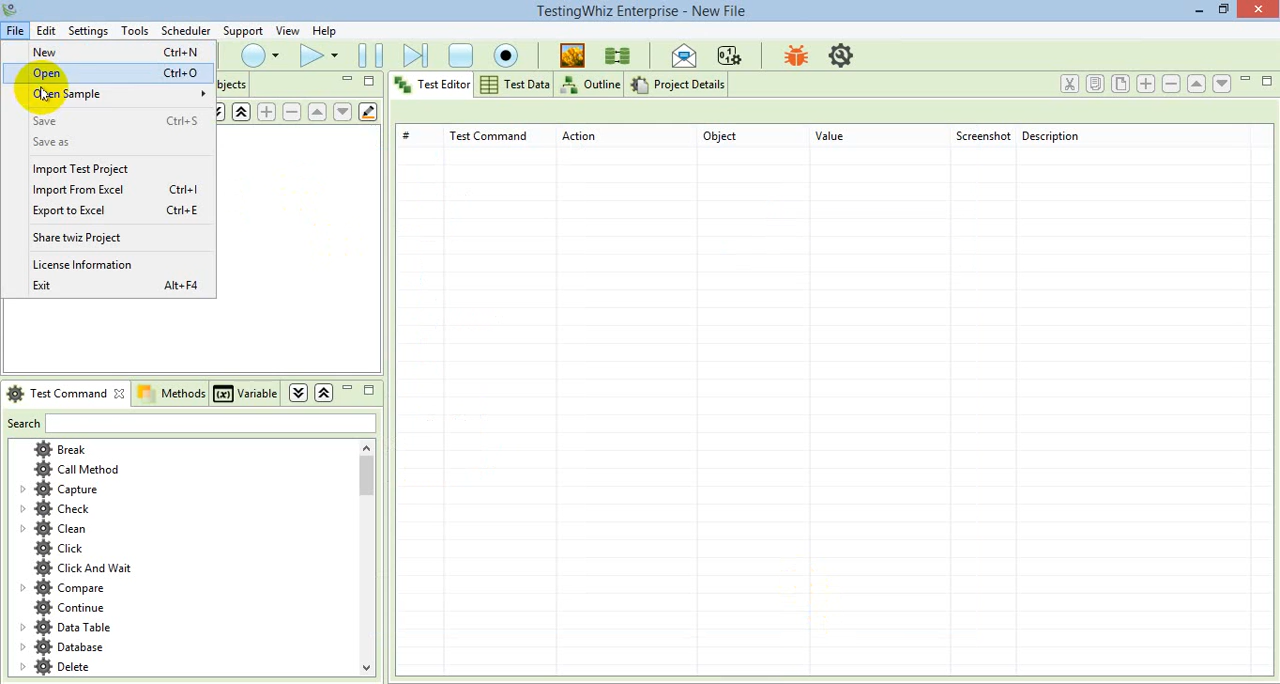 TestingWhiz Enterprise - New File
File Edit Settings Tools Scheduler Support View Help
New Ctrl+N
Open Ctrl+O
Open Sample
Save Ctrl+S
Save as
Import Test Project
Import From Excel Ctrl+I
Export to Excel Ctrl+E
Share twiz Project
License Information
Exit Alt+F4
bjects
Test Editor Test Data Outline Project Details
# Test Command Action Object Value Screenshot Description
Test Command Methods (x) Variable
Search
Break
Call Method
Capture
Check
Clean
Click
Click And Wait
Compare
Continue
Data Table
Database
Delete